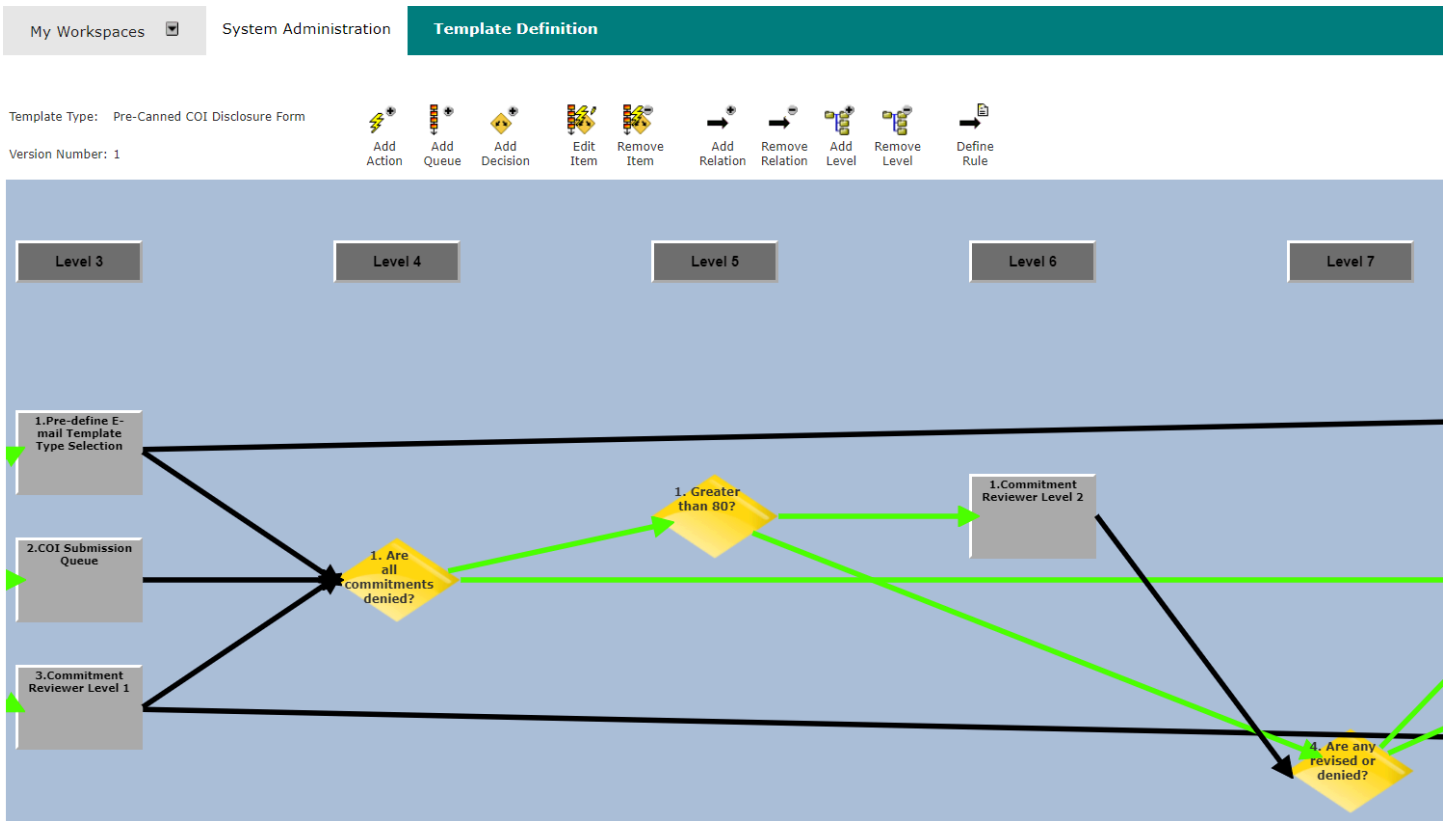 My Workspaces
System Administration
Template Definition
Template Type: Pre-Canned COI Disclosure Form
Version Number: 1
Add
Action
Add
Queue
Add
Decision
Edit
Item
Remove
Item
Add
Relation
Remove
Relation
Add
Level
Remove
Level
Define
Rule
Level 3
Level 4
Level 5
Level 6
Level 7
1.Pre-define E-
mail Template
Type Selection
2.COI Submission
Queue
3.Commitment
Reviewer Level 1
1. Are
all
commitments
denied?
1. Greater
than 80?
1.Commitment
Reviewer Level 2
4. Are any
revised or
denied?